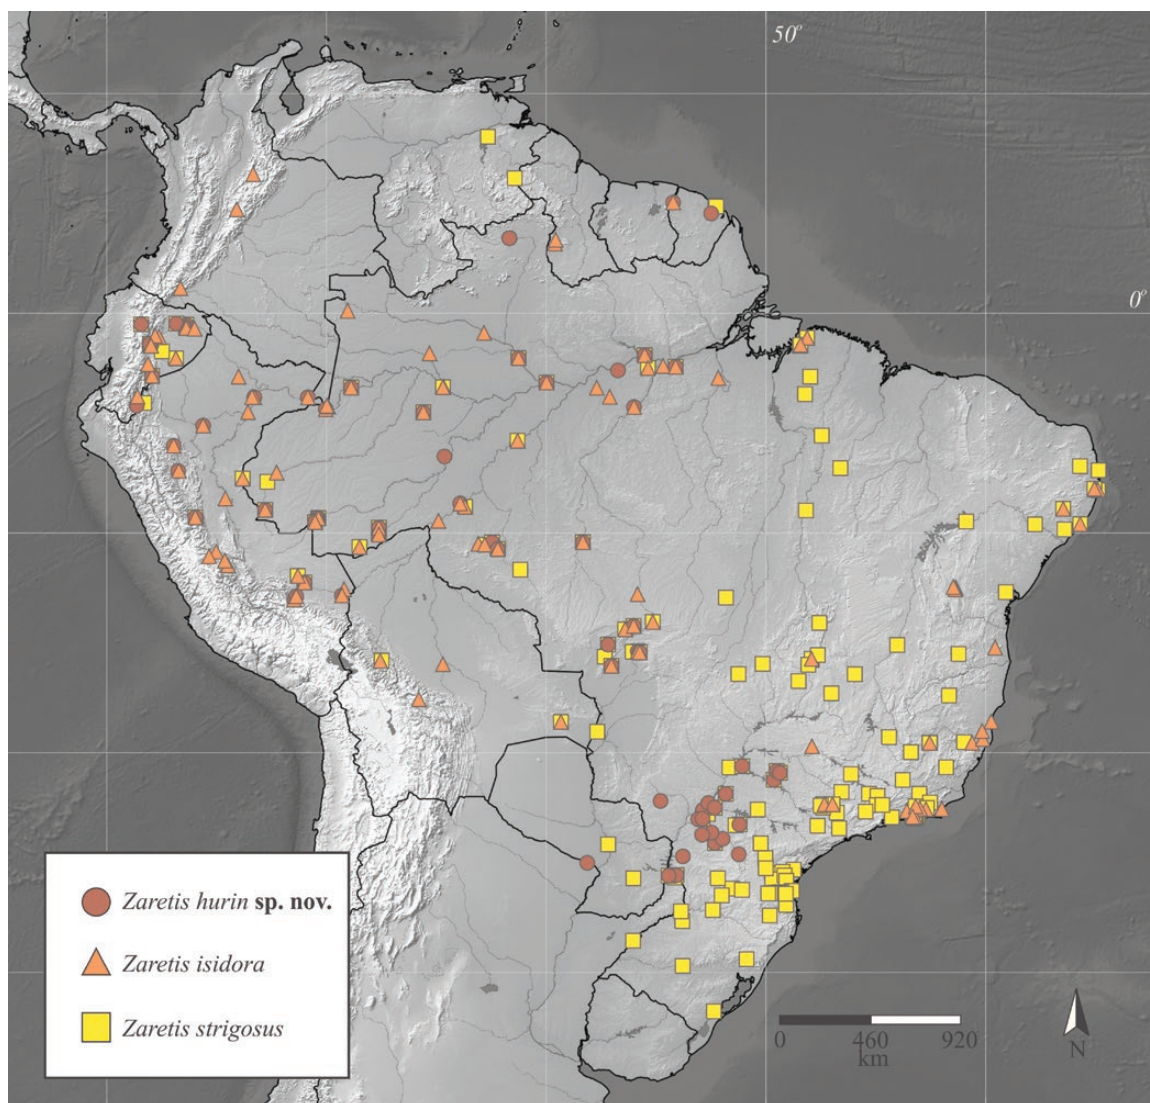 50º
0º
Zaretis hurin sp. nov.
Zaretis isidora
Zaretis strigosus
0 460 920
km
N